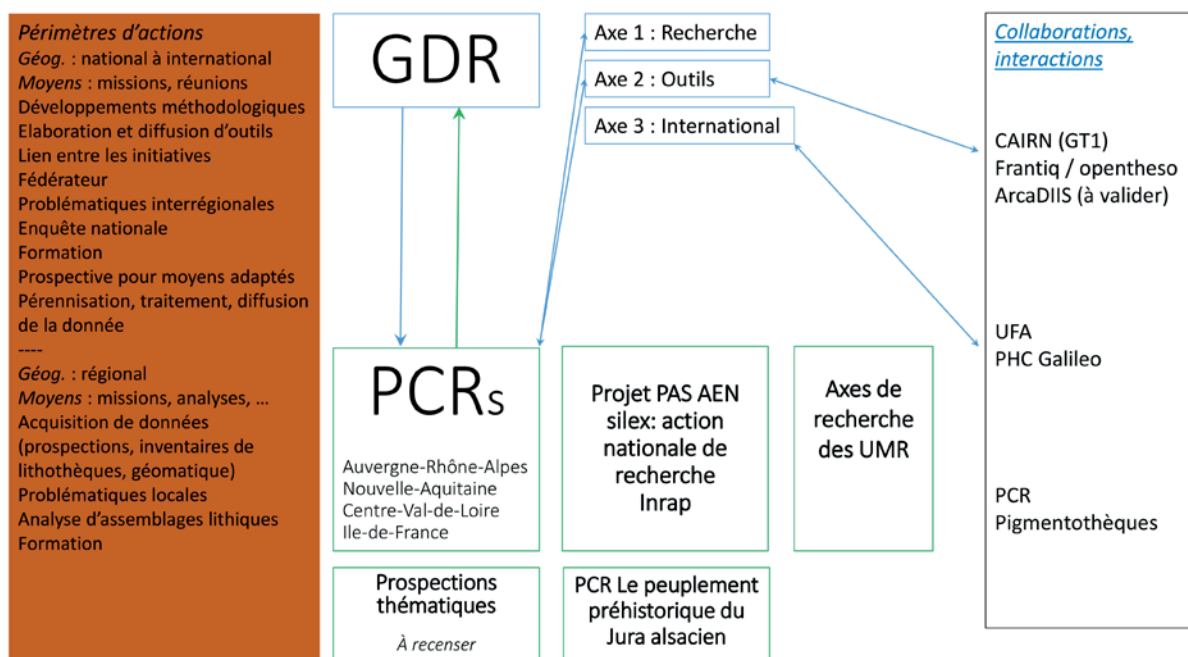 Périmètres d'actions
Géog. : national à international
Moyens : missions, réunions
Développements méthodologiques
Elaboration et diffusion d'outils
Lien entre les initiatives
Fédérateur
Problématiques interrégionales
Enquête nationale
Formation
Prospective pour moyens adaptés
Pérennisation, traitement, diffusion
de la donnée
----
Géog. : régional
Moyens : missions, analyses, ...
Acquisition de données
(prospections, inventaires de
lithothèques, géomatique)
Problématiques locales
Analyse d'assemblages lithiques
Formation
GDR
Axe 1 : Recherche
Axe 2 : Outils
Axe 3 : International
PCRs
Auvergne-Rhône-Alpes
Nouvelle-Aquitaine
Centre-Val-de-Loire
Ile-de-France
Projet PAS AEN
silex: action
nationale de
recherche
Inrap
Axes de
recherche
des UMR
Prospections
thématiques
À recenser
PCR Le peuplement
préhistorique du
Jura alsacien
Collaborations,
interactions
CAIRN (GT1)
Frantiq / opentheso
ArcaDIIS (à valider)
UFA
PHC Galileo
PCR
Pigmentothèques